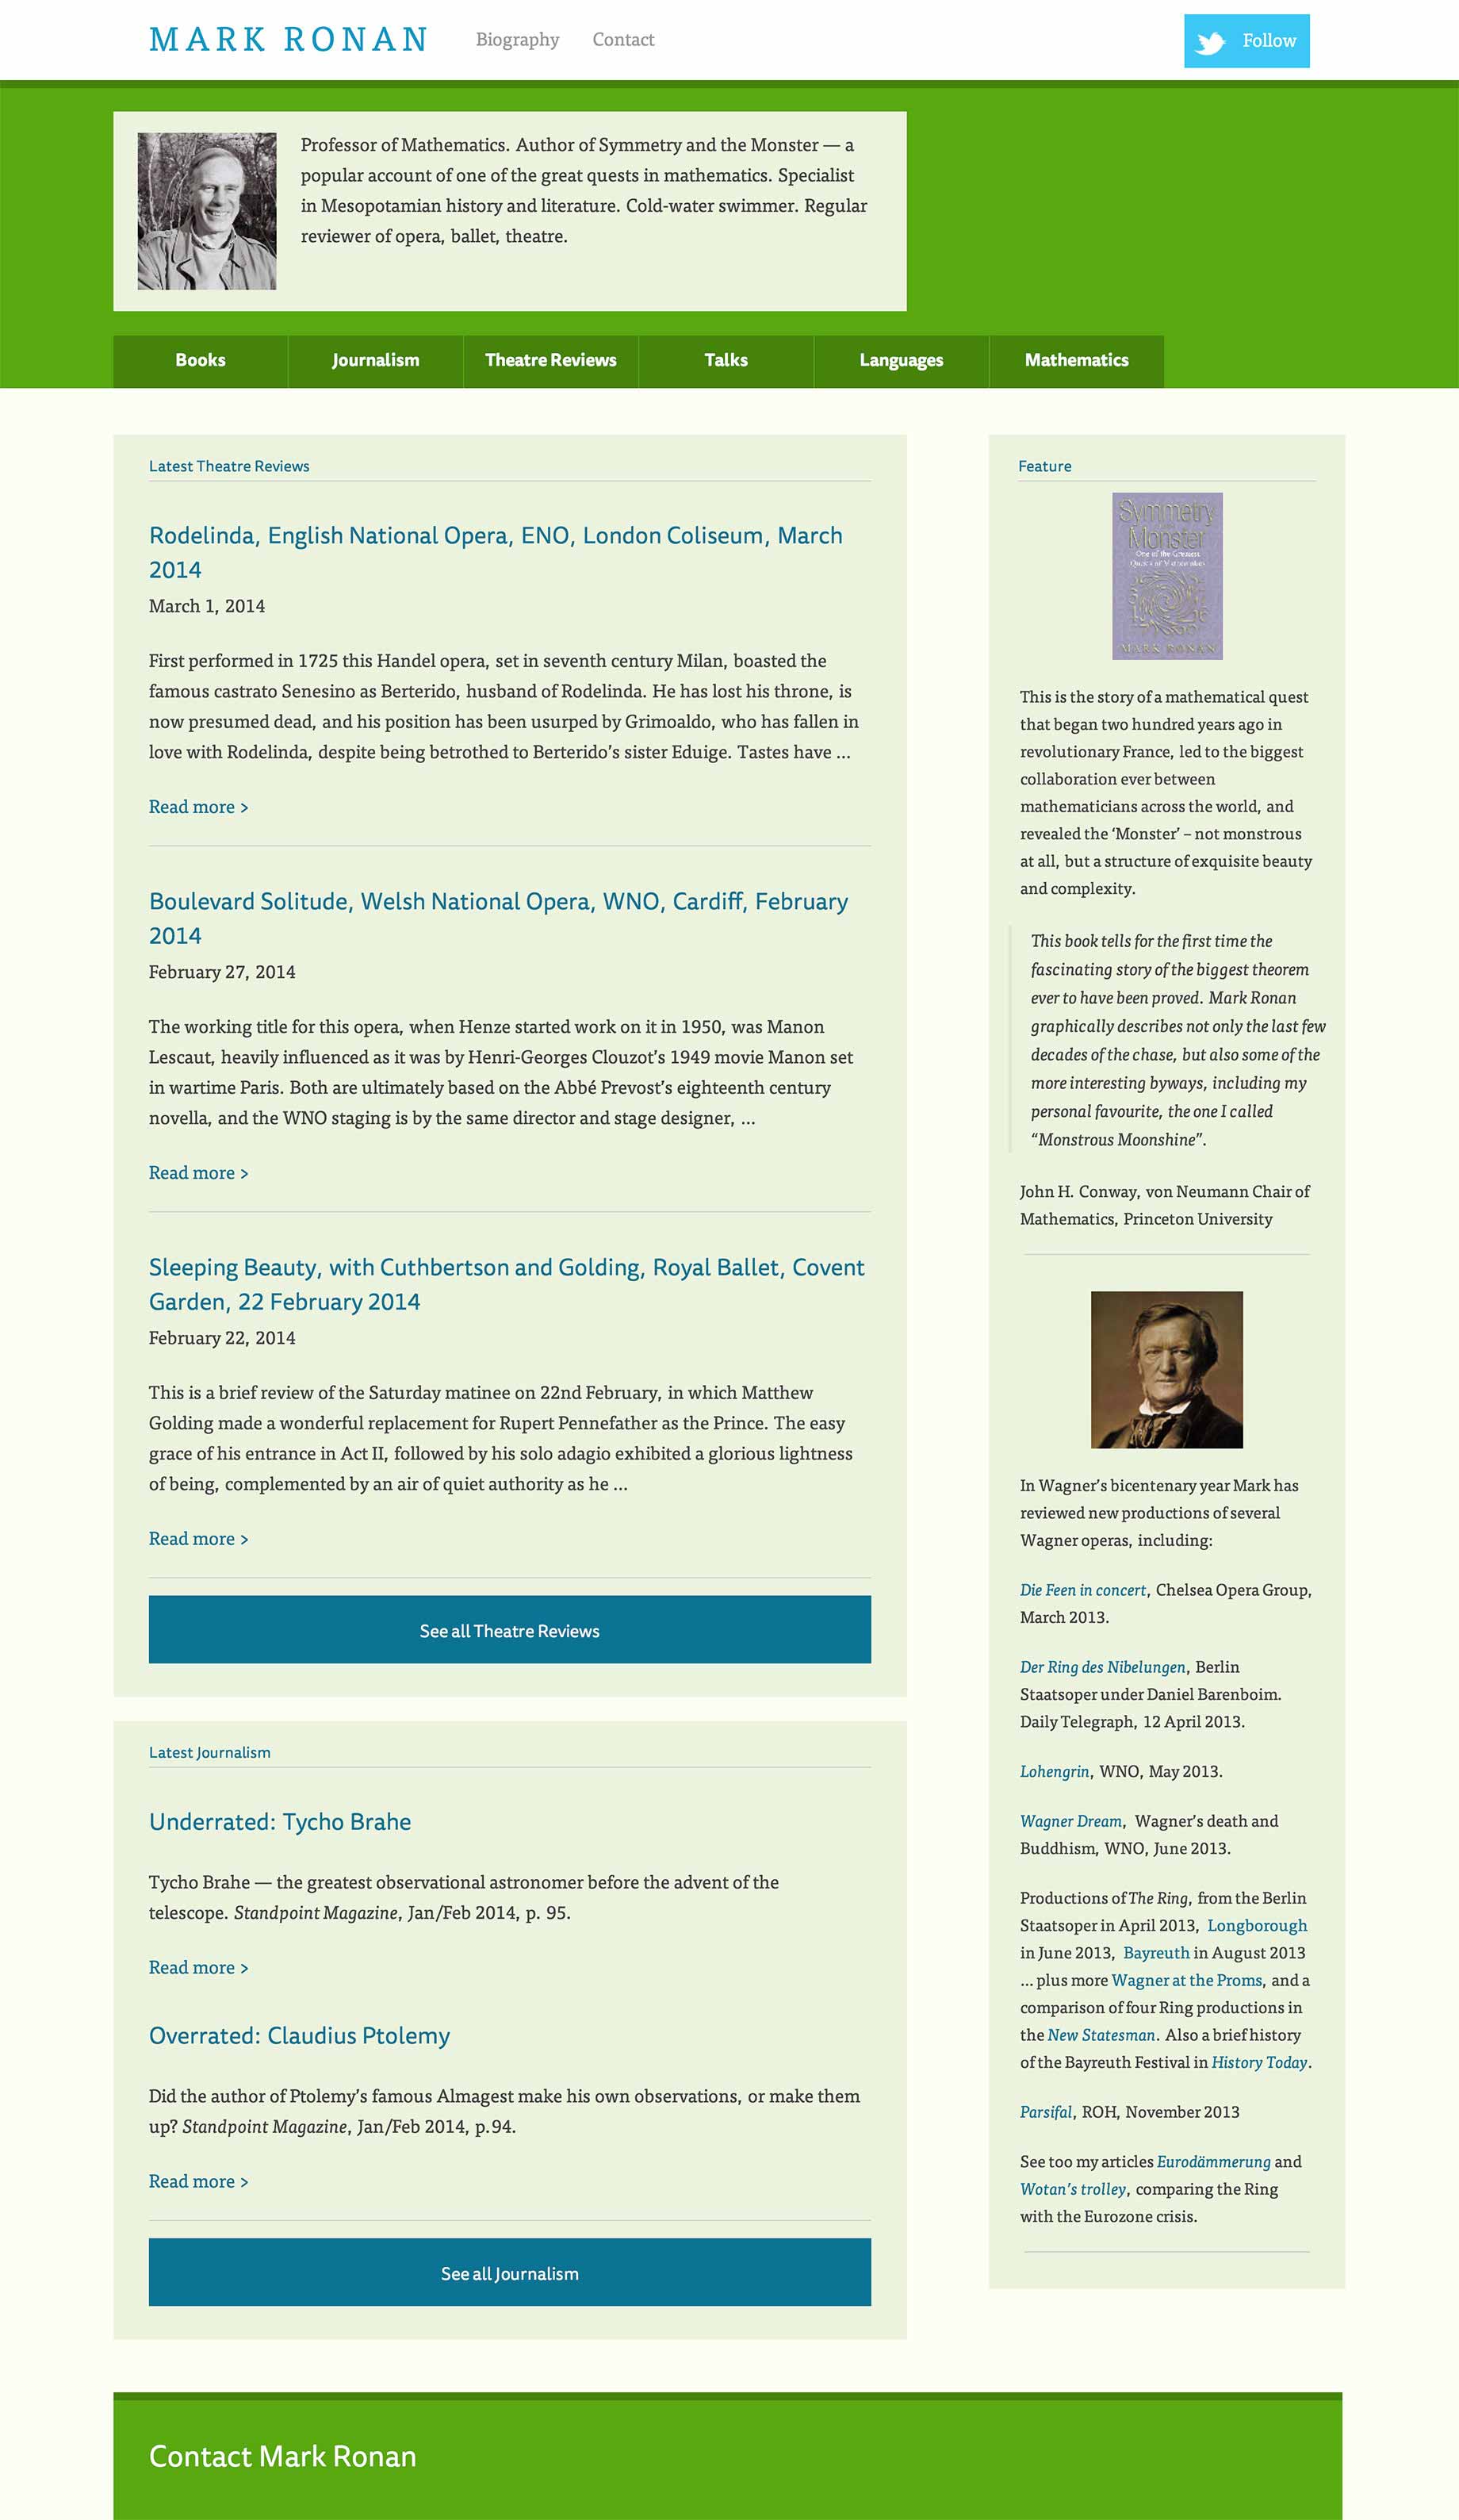 MARK RONAN
Biography
Contact
Follow
Professor of Mathematics. Author of Symmetry and the Monster — a
popular account of one of the great quests in mathematics. Specialist
in Mesopotamian history and literature. Cold-water swimmer. Regular
reviewer of opera, ballet, theatre.
Books
Journalism
Theatre Reviews
Talks
Languages
Mathematics
Latest Theatre Reviews
Rodelinda, English National Opera, ENO, London Coliseum, March
2014
March 1, 2014
First performed in 1725 this Handel opera, set in seventh century Milan, boasted the
famous castrato Senesino as Berterido, husband of Rodelinda. He has lost his throne, is
now presumed dead, and his position has been usurped by Grimoaldo, who has fallen in
love with Rodelinda, despite being betrothed to Berterido’s sister Eduige. Tastes have ...
Read more >
Boulevard Solitude, Welsh National Opera, WNO, Cardiff, February
2014
February 27, 2014
The working title for this opera, when Henze started work on it in 1950, was Manon
Lescaut, heavily influenced as it was by Henri-Georges Clouzot’s 1949 movie Manon set
in wartime Paris. Both are ultimately based on the Abbé Prevost’s eighteenth century
novella, and the WNO staging is by the same director and stage designer, ...
Read more >
Sleeping Beauty, with Cuthbertson and Golding, Royal Ballet, Covent
Garden, 22 February 2014
February 22, 2014
This is a brief review of the Saturday matinee on 22nd February, in which Matthew
Golding made a wonderful replacement for Rupert Pennefather as the Prince. The easy
grace of his entrance in Act II, followed by his solo adagio exhibited a glorious lightness
of being, complemented by an air of quiet authority as he ...
Read more >
See all Theatre Reviews
Latest Journalism
Underrated: Tycho Brahe
Tycho Brahe — the greatest observational astronomer before the advent of the
telescope. Standpoint Magazine, Jan/Feb 2014, p. 95.
Read more >
Overrated: Claudius Ptolemy
Did the author of Ptolemy’s famous Almagest make his own observations, or make them
up? Standpoint Magazine, Jan/Feb 2014, p.94.
Read more >
See all Journalism
Feature
Symmetry
Monster
One of the Greatest
Quests of Mathematics
MARK RONAN
This is the story of a mathematical quest
that began two hundred years ago in
revolutionary France, led to the biggest
collaboration ever between
mathematicians across the world, and
revealed the ‘Monster’ – not monstrous
at all, but a structure of exquisite beauty
and complexity.
This book tells for the first time the
fascinating story of the biggest theorem
ever to have been proved. Mark Ronan
graphically describes not only the last few
decades of the chase, but also some of the
more interesting byways, including my
personal favourite, the one I called
“Monstrous Moonshine”.
John H. Conway, von Neumann Chair of
Mathematics, Princeton University
In Wagner’s bicentenary year Mark has
reviewed new productions of several
Wagner operas, including:
Die Feen in concert, Chelsea Opera Group,
March 2013.
Der Ring des Nibelungen, Berlin
Staatsoper under Daniel Barenboim.
Daily Telegraph, 12 April 2013.
Lohengrin, WNO, May 2013.
Wagner Dream, Wagner’s death and
Buddhism, WNO, June 2013.
Productions of The Ring, from the Berlin
Staatsoper in April 2013, Longborough
in June 2013, Bayreuth in August 2013
... plus more Wagner at the Proms, and a
comparison of four Ring productions in
the New Statesman. Also a brief history
of the Bayreuth Festival in History Today.
Parsifal, ROH, November 2013
See too my articles Eurodämmerung and
Wotan’s trolley, comparing the Ring
with the Eurozone crisis.
Contact Mark Ronan